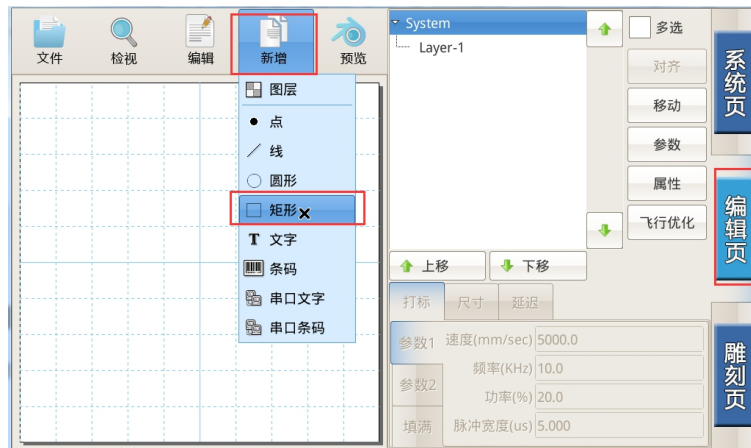 文件 检视 编辑 新增 预览
图层
点
线
圆形
矩形
T 文字
条码
串口文字
串口条码
System
Layer-1
多选
对齐
移动
参数
属性
飞行优化
上移 下移
打标 尺寸 延迟
参数1 速度(mm/sec) 5000.0
频率(KHz) 10.0
参数2
功率(%) 20.0
填满 脉冲宽度(us) 5.000
系统页
编辑页
雕刻页